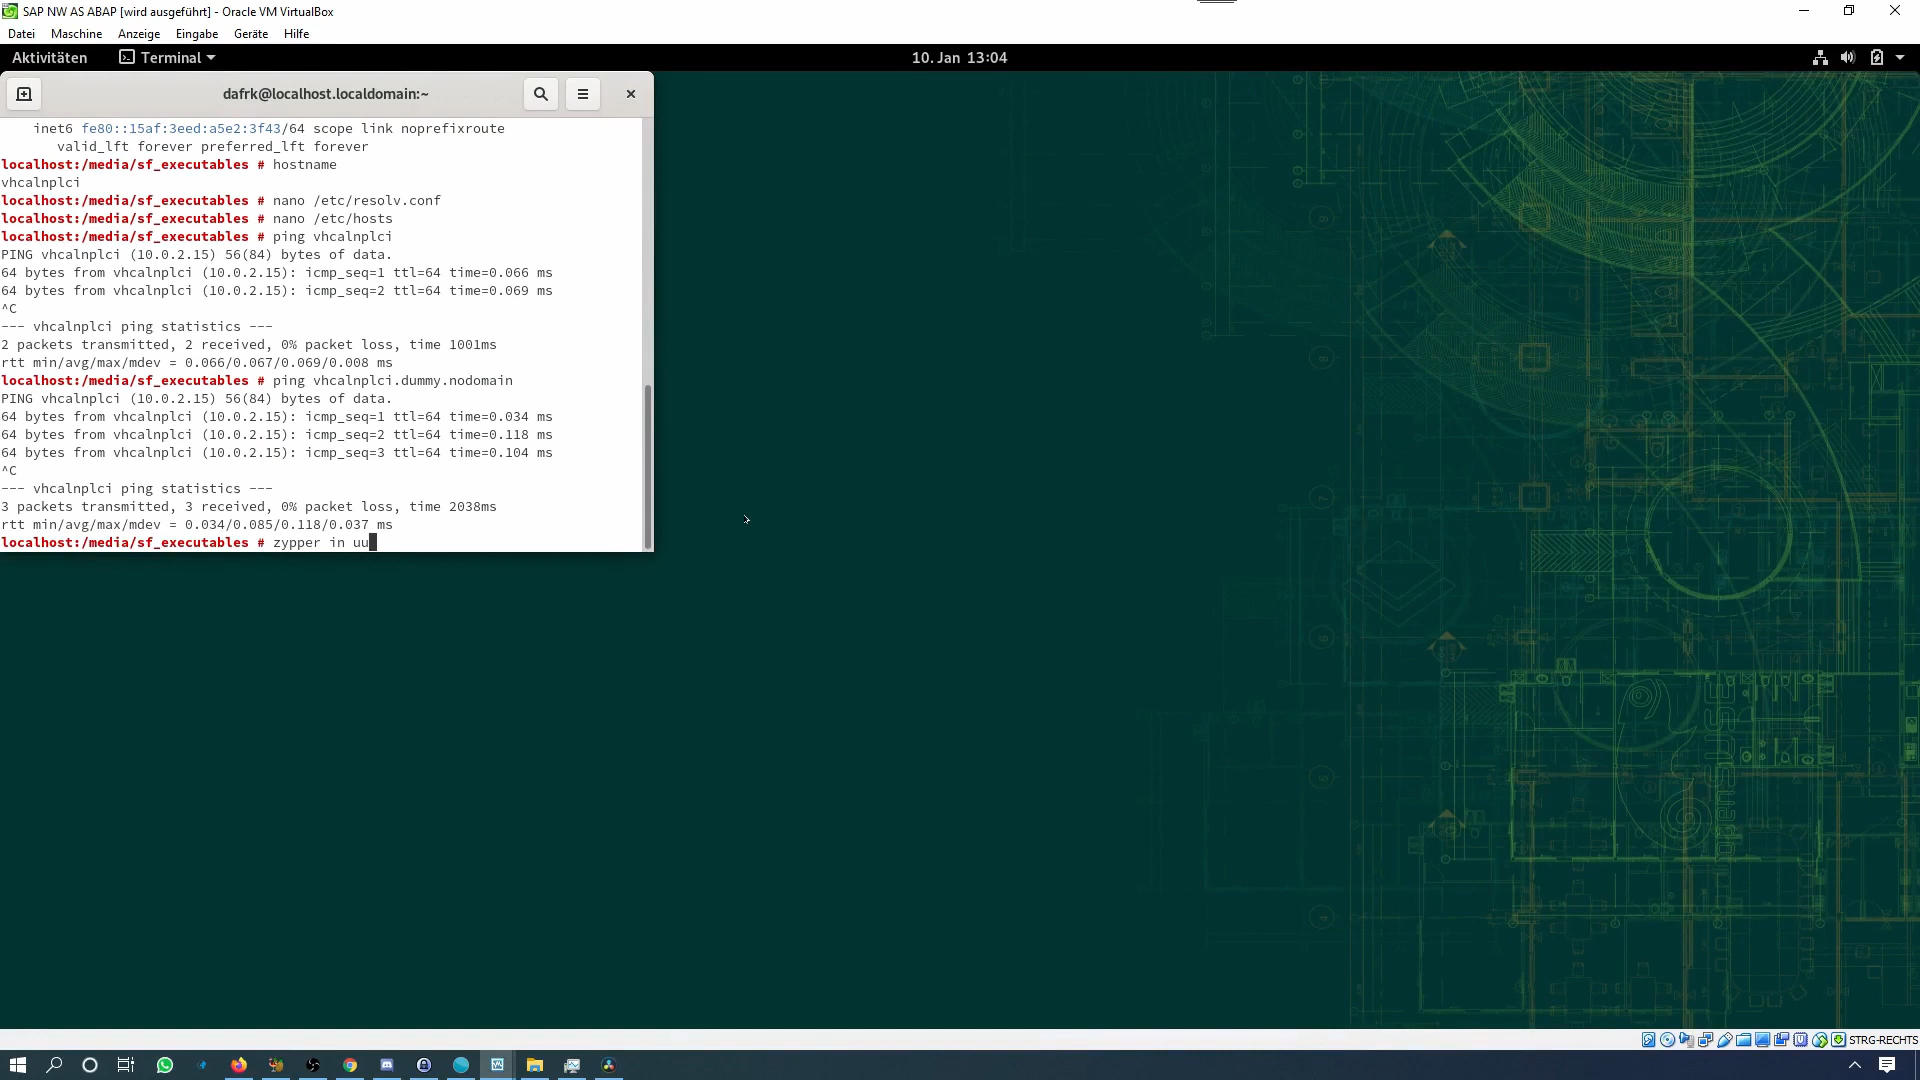 SAP NW AS ABAP [wird ausgeführt] - Oracle VM VirtualBox
Datei Maschine Anzeige Eingabe Geräte Hilfe
Aktivitäten Terminal 10. Jan 13:04
dafrk@localhost.localdomain:~
inet6 fe80::15af:3eed:a5e2:3f43/64 scope link noprefixroute
valid_lft forever preferred_lft forever
localhost:/media/sf_executables # hostname
vhcalnplci
localhost:/media/sf_executables # nano /etc/resolv.conf
localhost:/media/sf_executables # nano /etc/hosts
localhost:/media/sf_executables # ping vhcalnplci
PING vhcalnplci (10.0.2.15) 56(84) bytes of data.
64 bytes from vhcalnplci (10.0.2.15): icmp_seq=1 ttl=64 time=0.066 ms
64 bytes from vhcalnplci (10.0.2.15): icmp_seq=2 ttl=64 time=0.069 ms
^C
--- vhcalnplci ping statistics ---
2 packets transmitted, 2 received, 0% packet loss, time 1001ms
rtt min/avg/max/mdev = 0.066/0.067/0.069/0.008 ms
localhost:/media/sf_executables # ping vhcalnplci.dummy.nodomain
PING vhcalnplci (10.0.2.15) 56(84) bytes of data.
64 bytes from vhcalnplci (10.0.2.15): icmp_seq=1 ttl=64 time=0.034 ms
64 bytes from vhcalnplci (10.0.2.15): icmp_seq=2 ttl=64 time=0.118 ms
64 bytes from vhcalnplci (10.0.2.15): icmp_seq=3 ttl=64 time=0.104 ms
^C
--- vhcalnplci ping statistics ---
3 packets transmitted, 3 received, 0% packet loss, time 2038ms
rtt min/avg/max/mdev = 0.034/0.085/0.118/0.037 ms
localhost:/media/sf_executables # zypper in uu
9
8
7
6
5
4
openSUSE
STRG-RECHTS